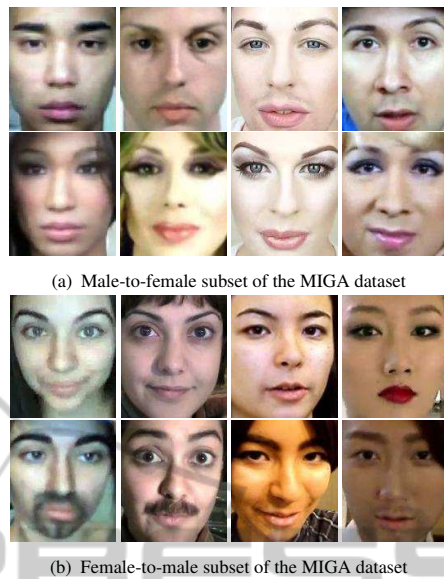 (a) Male-to-female subset of the MIGA dataset
(b) Female-to-male subset of the MIGA dataset